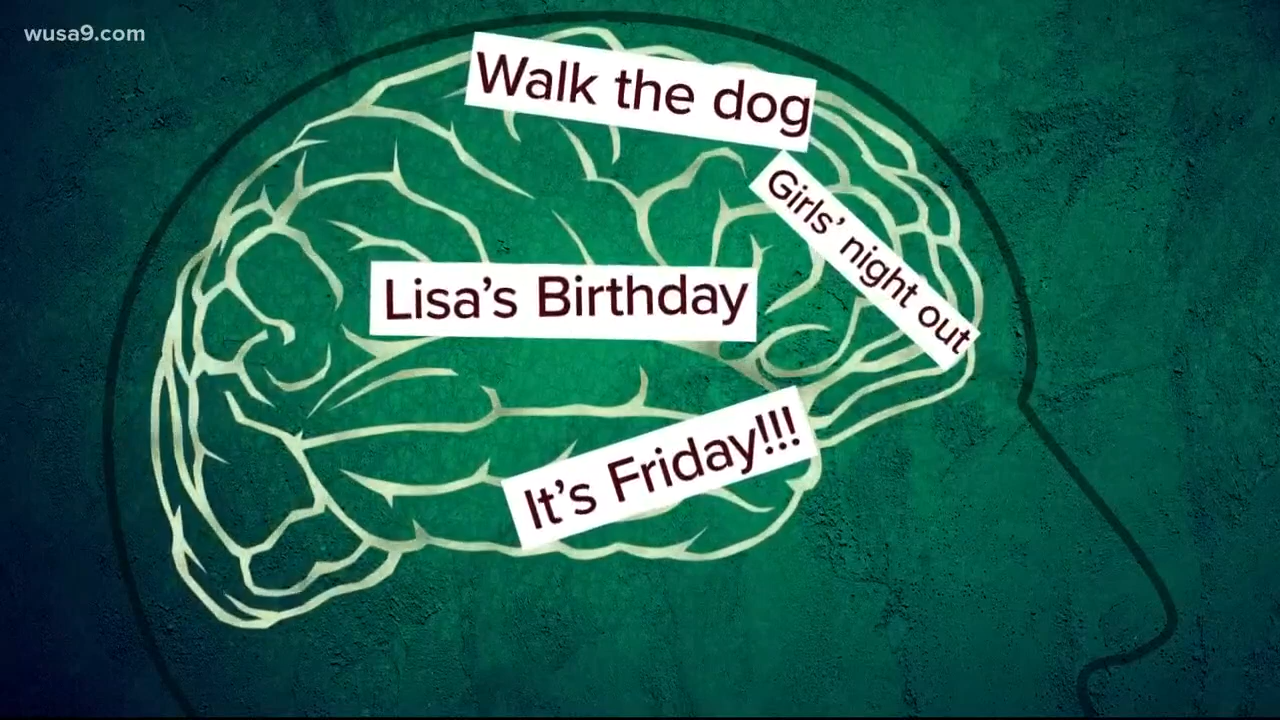 wusa9.com
Walk the dog
Girls’ night out
Lisa’s Birthday
It’s Friday!!!